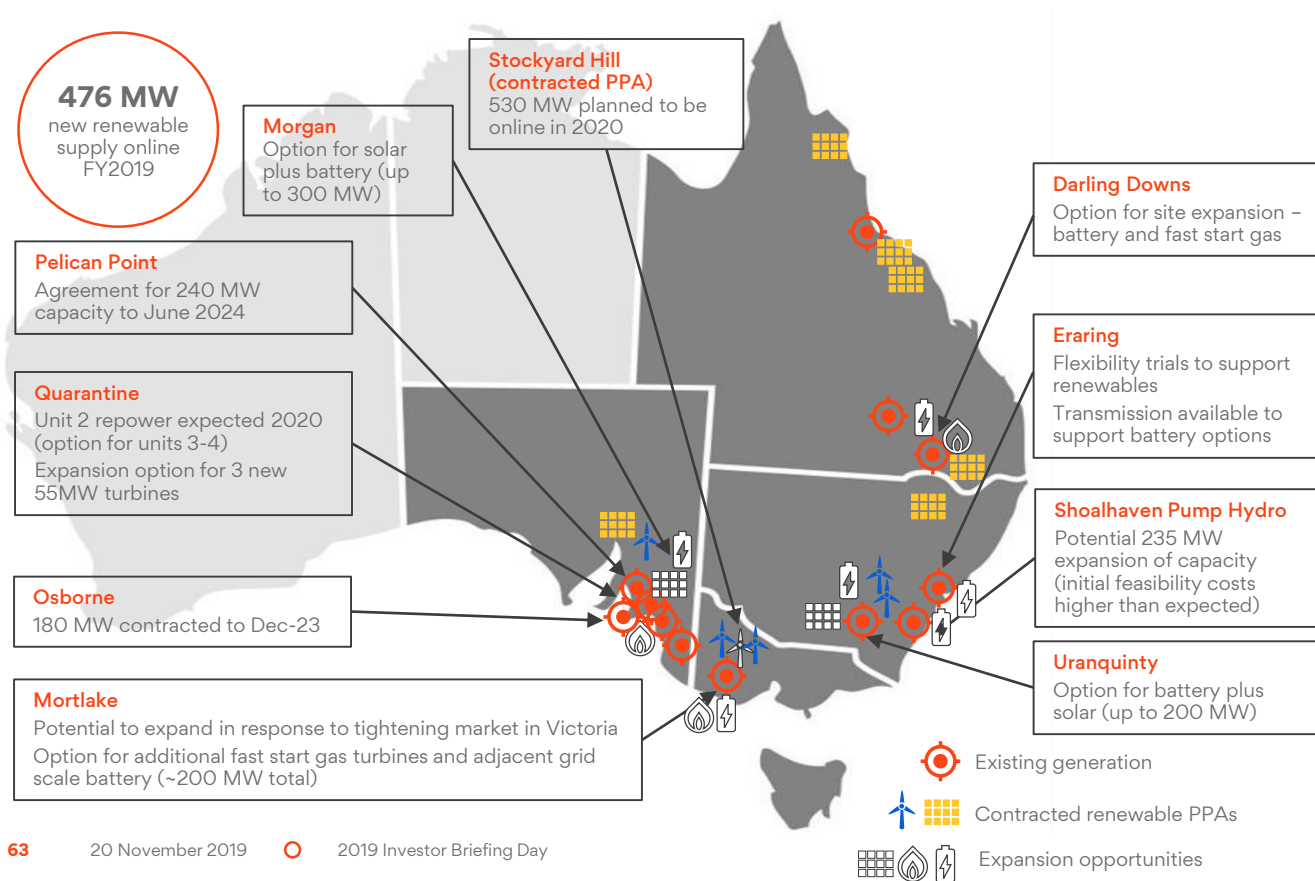 476 MW
new renewable
supply online
FY2019
Morgan
Option for solar
plus battery (up
to 300 MW)
Stockyard Hill
(contracted PPA)
530 MW planned to be
online in 2020
Pelican Point
Agreement for 240 MW
capacity to June 2024
Quarantine
Unit 2 repower expected 2020
(option for units 3-4)
Expansion option for 3 new
55MW turbines
Osborne
180 MW contracted to Dec-23
Mortlake
Potential to expand in response to tightening market in Victoria
Option for additional fast start gas turbines and adjacent grid
scale battery (~200 MW total)
Darling Downs
Option for site expansion –
battery and fast start gas
Eraring
Flexibility trials to support
renewables
Transmission available to
support battery options
Shoalhaven Pump Hydro
Potential 235 MW
expansion of capacity
(initial feasibility costs
higher than expected)
Uranquinty
Option for battery plus
solar (up to 200 MW)
Existing generation
Contracted renewable PPAs
Expansion opportunities
63 20 November 2019 2019 Investor Briefing Day